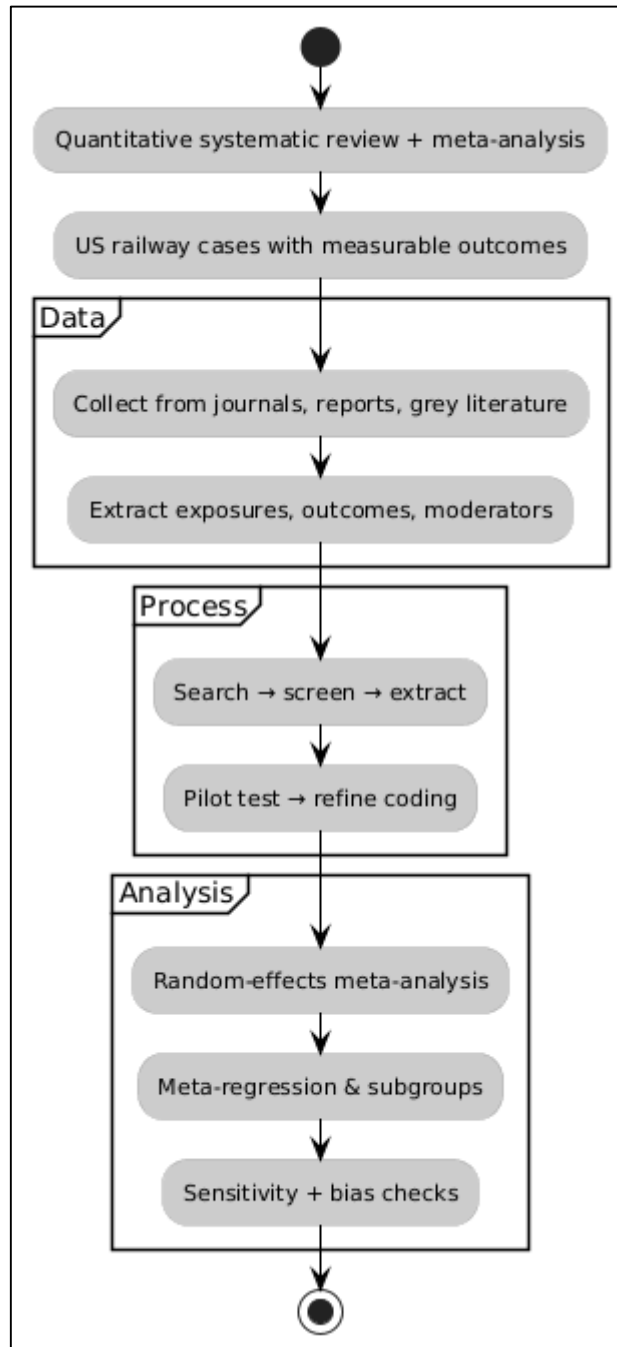 Quantitative systematic review + meta-analysis
US railway cases with measurable outcomes
Data
Collect from journals, reports, grey literature
Extract exposures, outcomes, moderators
Process
Search → screen → extract
Pilot test → refine coding
Analysis
Random-effects meta-analysis
Meta-regression & subgroups
Sensitivity + bias checks